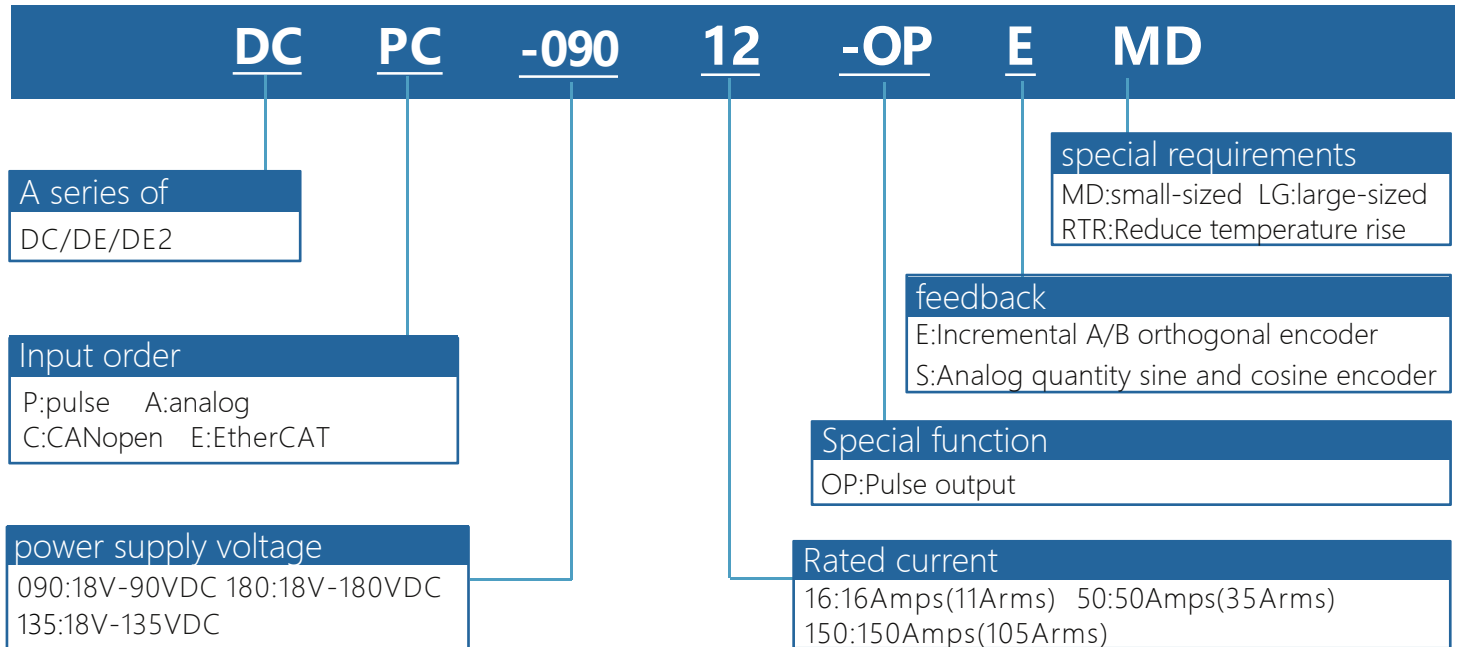 DC PC -090 12 -OP E MD
A series of
DC/DE/DE2
Input order
P:pulse A:analog
C:CANopen E:EtherCAT
power supply voltage
090:18V-90VDC 180:18V-180VDC
135:18V-135VDC
special requirements
MD:small-sized LG:large-sized
RTR:Reduce temperature rise
feedback
E:Incremental A/B orthogonal encoder
S:Analog quantity sine and cosine encoder
Special function
OP:Pulse output
Rated current
16:16Amps(11Arms) 50:50Amps(35Arms)
150:150Amps(105Arms)